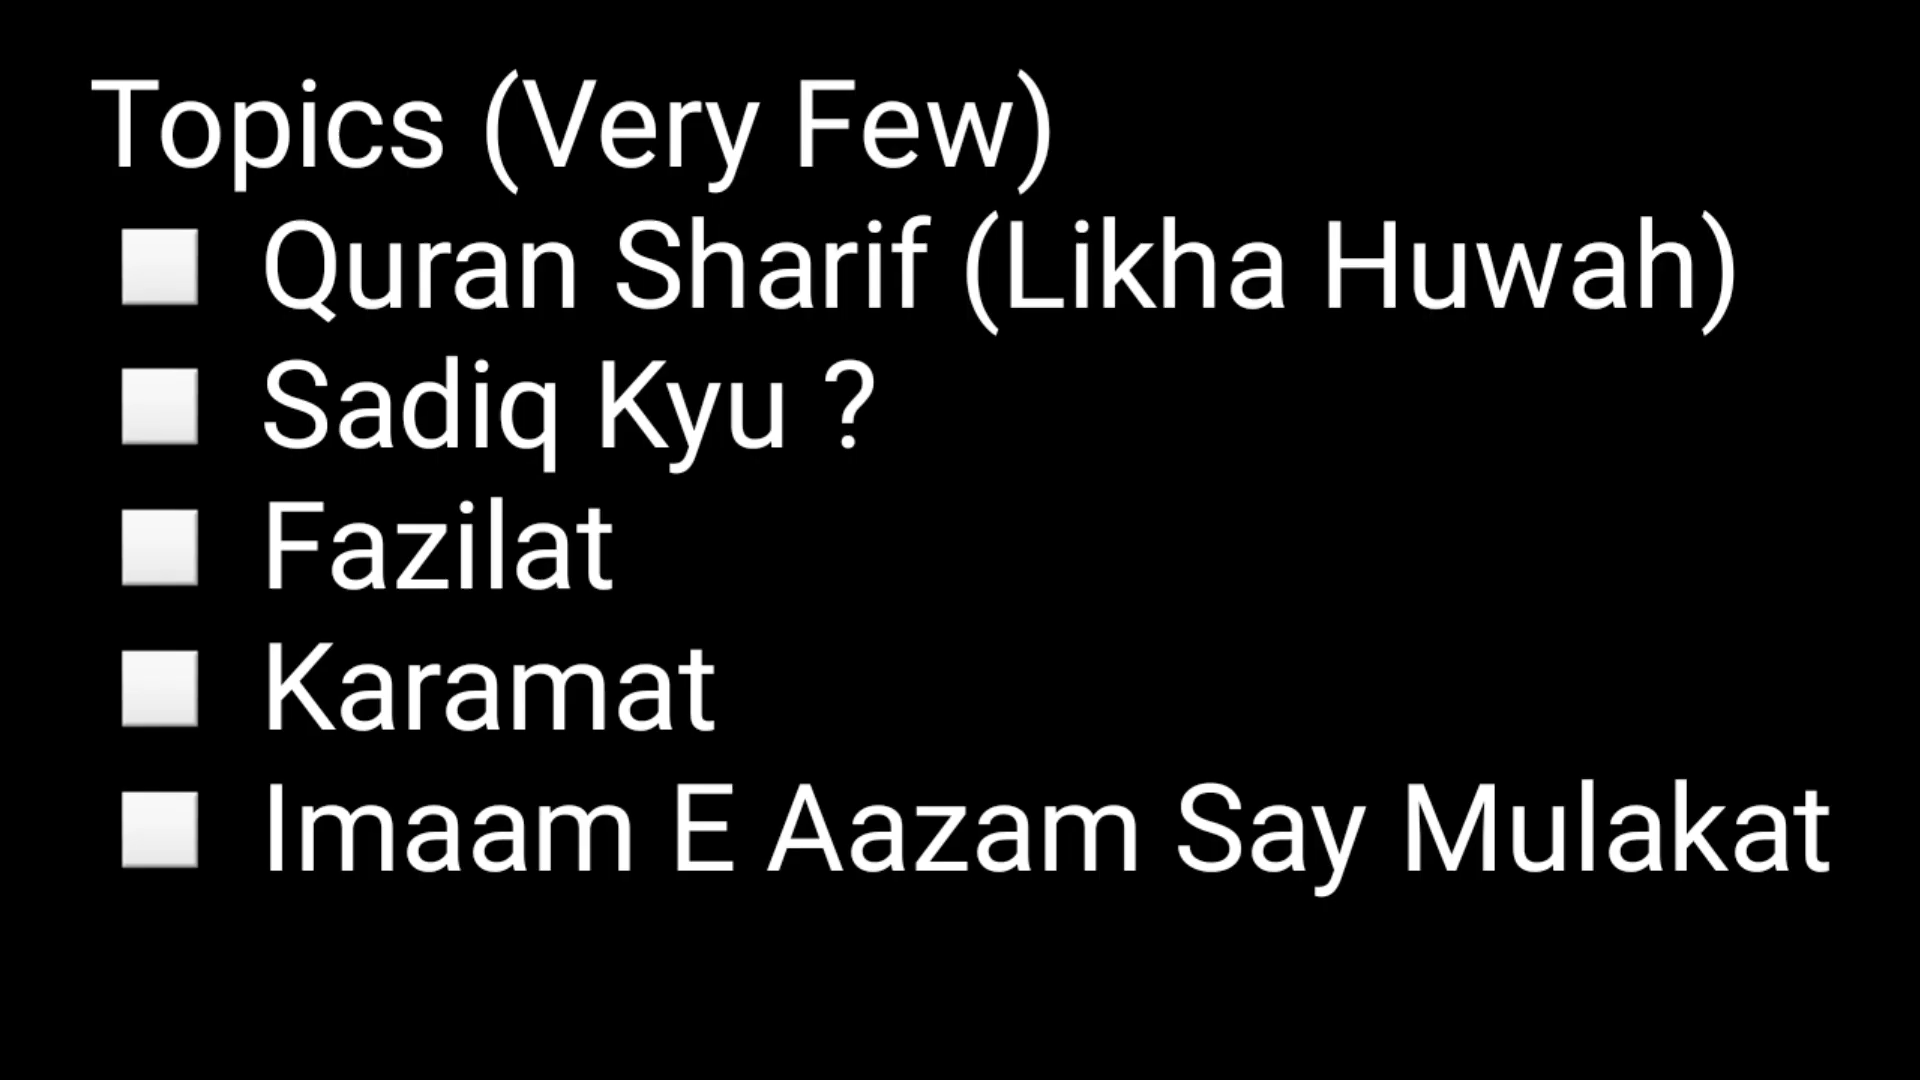 Topics (Very Few)
◻️ Quran Sharif (Likha Huwah)
◻️ Sadiq Kyu ?
◻️ Fazilat
◻️ Karamat
◻️ Imaam E Aazam Say Mulakat